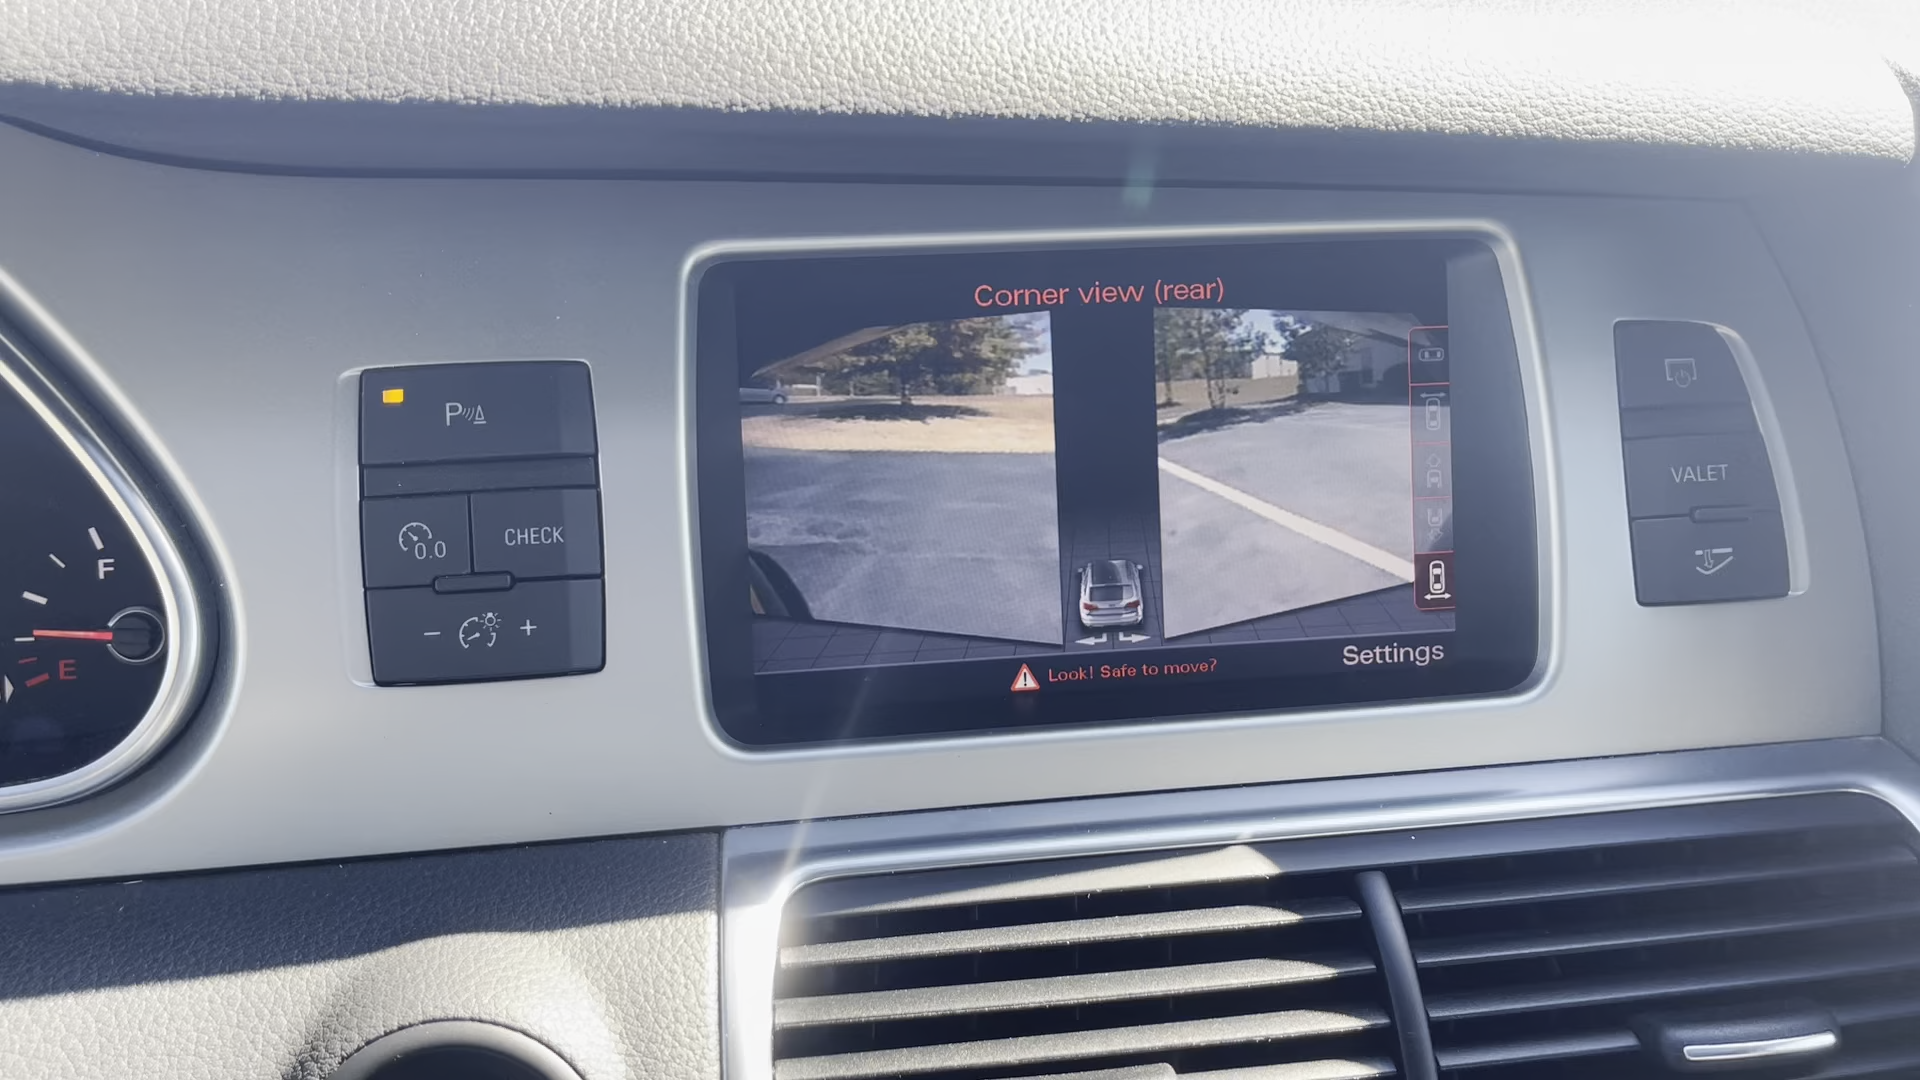 Corner view (rear)
P
0.0
CHECK
− +
F
E
VALET
Settings
Look! Safe to move?